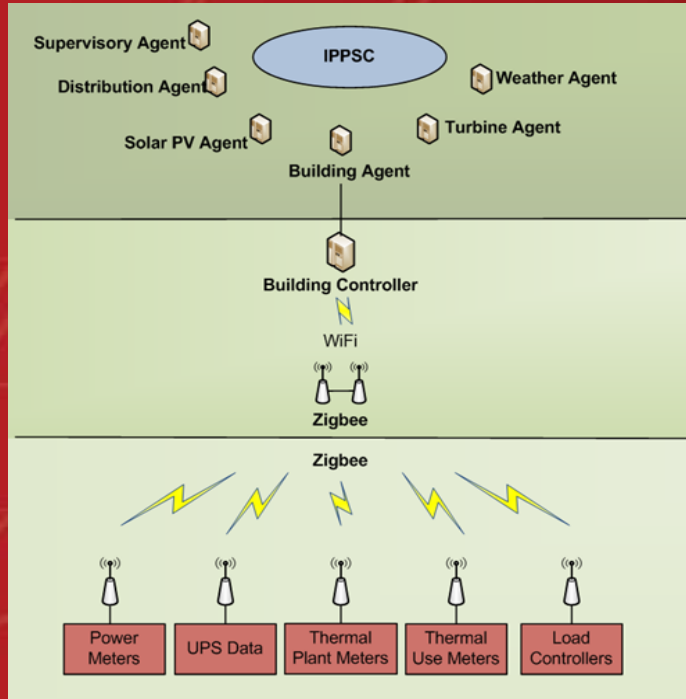 Supervisory Agent
IPPSC
Distribution Agent
Weather Agent
Solar PV Agent
Turbine Agent
Building Agent
Building Controller
WiFi
Zigbee
Zigbee
Power
Meters
UPS Data
Thermal
Plant Meters
Thermal
Use Meters
Load
Controllers